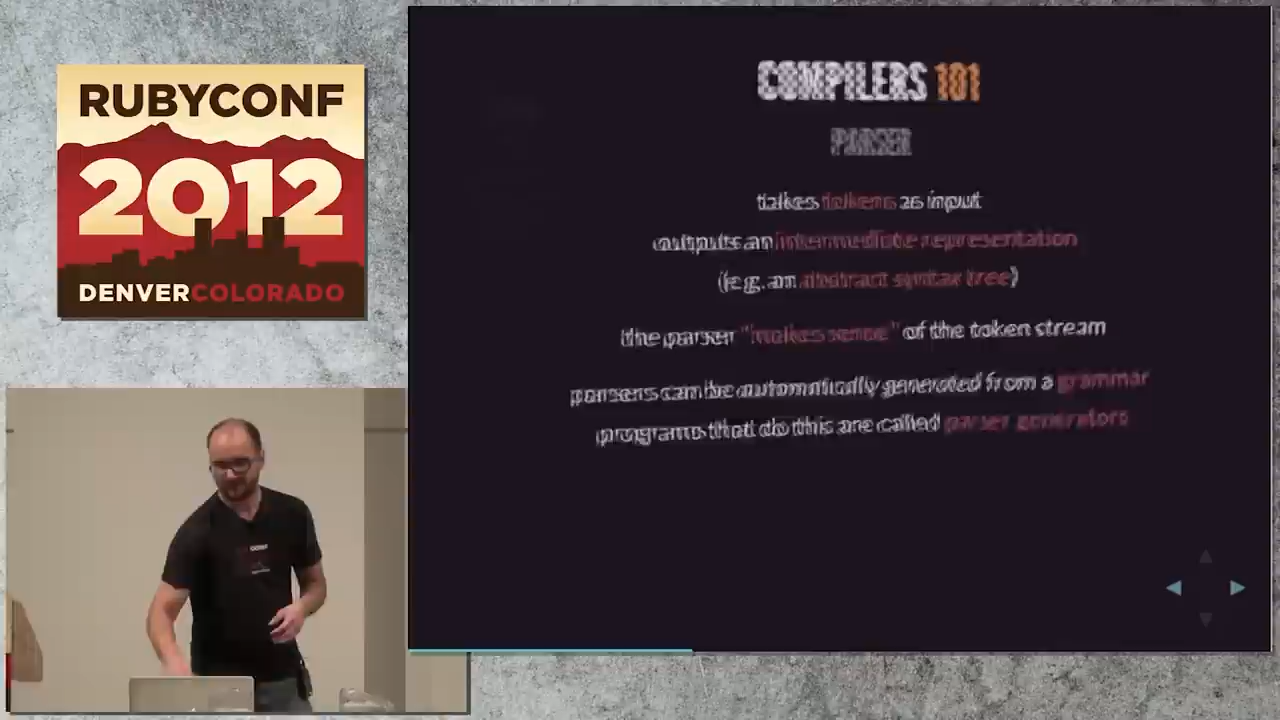 RUBYCONF
2012
DENVERCOLORADO
COMPILERS 101
PARSER
takes tokens as input
outputs an intermediate representation
(e.g. an abstract syntax tree)
the parser "makes sense" of the token stream
parsers can be automatically generated from a grammar
programs that do this are called parser generators